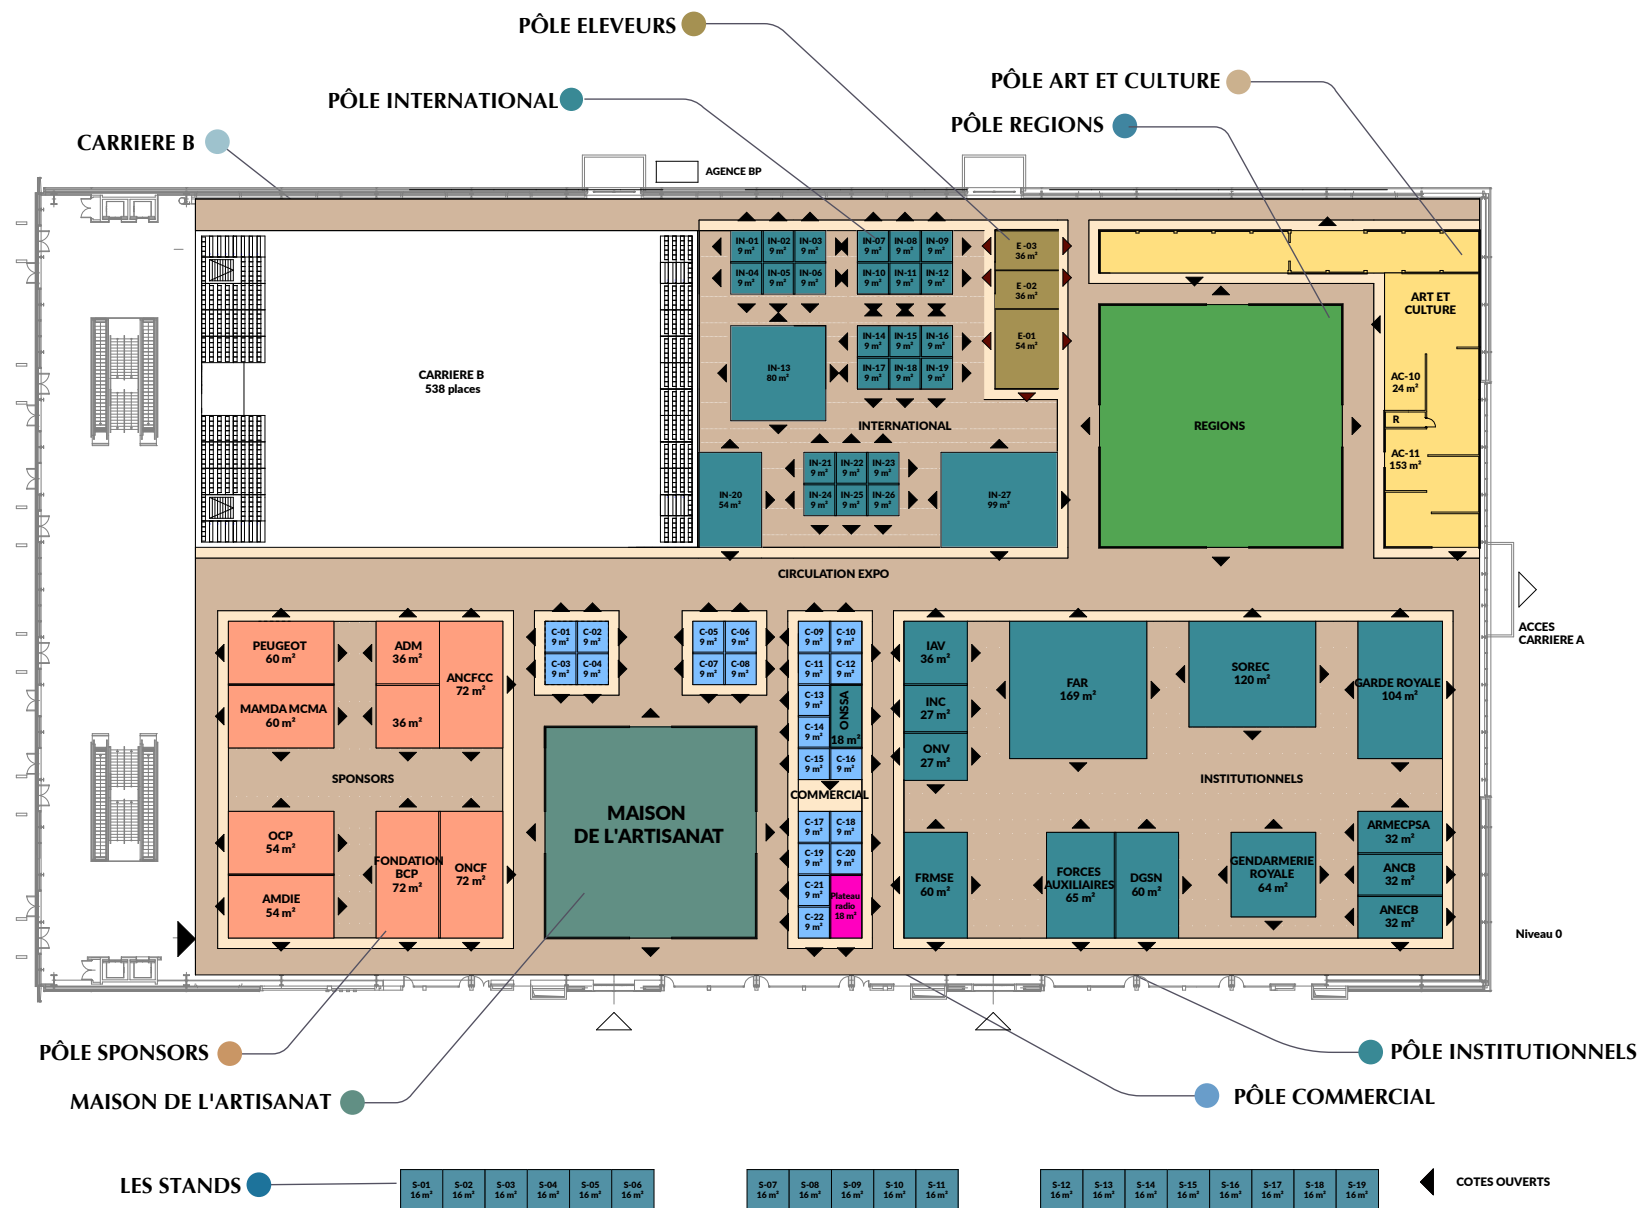 PÔLE ELEVEURS
PÔLE ART ET CULTURE
PÔLE INTERNATIONAL
PÔLE REGIONS
CARRIERE B
AGENCE BP
CARRIERE B
538 places
IN-01
9 m²
IN-02
9 m²
IN-03
9 m²
IN-04
9 m²
IN-05
9 m²
IN-06
9 m²
IN-07
9 m²
IN-08
9 m²
IN-09
9 m²
IN-10
9 m²
IN-11
9 m²
IN-12
9 m²
E-03
36 m²
E-02
36 m²
E-01
54 m²
IN-13
80 m²
IN-14
9 m²
IN-15
9 m²
IN-16
9 m²
IN-17
9 m²
IN-18
9 m²
IN-19
9 m²
INTERNATIONAL
IN-20
54 m²
IN-21
9 m²
IN-22
9 m²
IN-23
9 m²
IN-24
9 m²
IN-25
9 m²
IN-26
9 m²
IN-27
99 m²
REGIONS
ART ET
CULTURE
AC-10
24 m²
R
AC-11
153 m²
CIRCULATION EXPO
ACCES
CARRIERE A
PEUGEOT
60 m²
MAMDA MCMA
60 m²
ADM
36 m²
36 m²
ANCFCC
72 m²
SPONSORS
OCP
54 m²
AMDIE
54 m²
FONDATION
BCP
72 m²
ONCF
72 m²
C-01
9 m²
C-02
9 m²
C-03
9 m²
C-04
9 m²
C-05
9 m²
C-06
9 m²
C-07
9 m²
C-08
9 m²
MAISON
DE L'ARTISANAT
C-09
9 m²
C-10
9 m²
C-11
9 m²
C-12
9 m²
C-13
9 m²
ONSSA
18 m²
C-14
9 m²
C-15
9 m²
C-16
9 m²
COMMERCIAL
C-17
9 m²
C-18
9 m²
C-19
9 m²
C-20
9 m²
C-21
9 m²
C-22
9 m²
Plateau
radio
18 m²
IAV
36 m²
INC
27 m²
ONV
27 m²
FAR
169 m²
SOREC
120 m²
GARDE ROYALE
104 m²
INSTITUTIONNELS
FRMSE
60 m²
FORCES
AUXILIAIRES
65 m²
DGSN
60 m²
GENDARMERIE
ROYALE
64 m²
ARMECPSA
32 m²
ANCB
32 m²
ANECB
32 m²
Niveau 0
PÔLE SPONSORS
PÔLE INSTITUTIONNELS
MAISON DE L'ARTISANAT
PÔLE COMMERCIAL
LES STANDS
S-01
16 m²
S-02
16 m²
S-03
16 m²
S-04
16 m²
S-05
16 m²
S-06
16 m²
S-07
16 m²
S-08
16 m²
S-09
16 m²
S-10
16 m²
S-11
16 m²
S-12
16 m²
S-13
16 m²
S-14
16 m²
S-15
16 m²
S-16
16 m²
S-17
16 m²
S-18
16 m²
S-19
16 m²
COTES OUVERTS